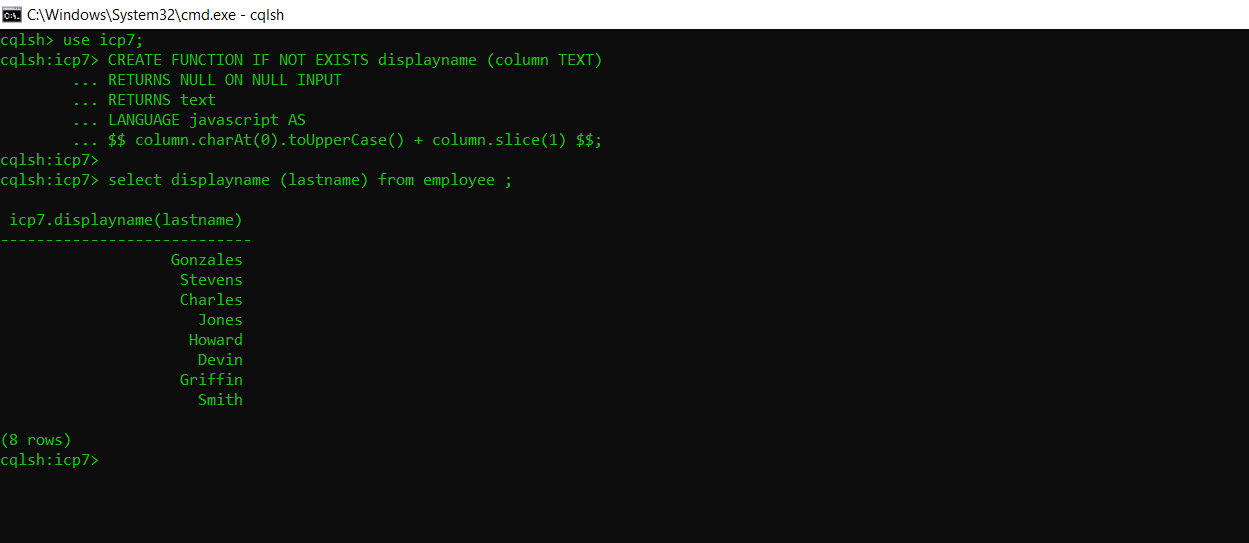 C:\Windows\System32\cmd.exe - cqlsh
cqlsh> use icp7;
cqlsh:icp7> CREATE FUNCTION IF NOT EXISTS displayname (column TEXT)
        ... RETURNS NULL ON NULL INPUT
        ... RETURNS text
        ... LANGUAGE javascript AS
        ... $$ column.charAt(0).toUpperCase() + column.slice(1) $$;
cqlsh:icp7>
cqlsh:icp7> select displayname (lastname) from employee ;
 icp7.displayname(lastname)
----------------------------
                   Gonzales
                    Stevens
                    Charles
                      Jones
                     Howard
                      Devin
                    Griffin
                      Smith
(8 rows)
cqlsh:icp7>